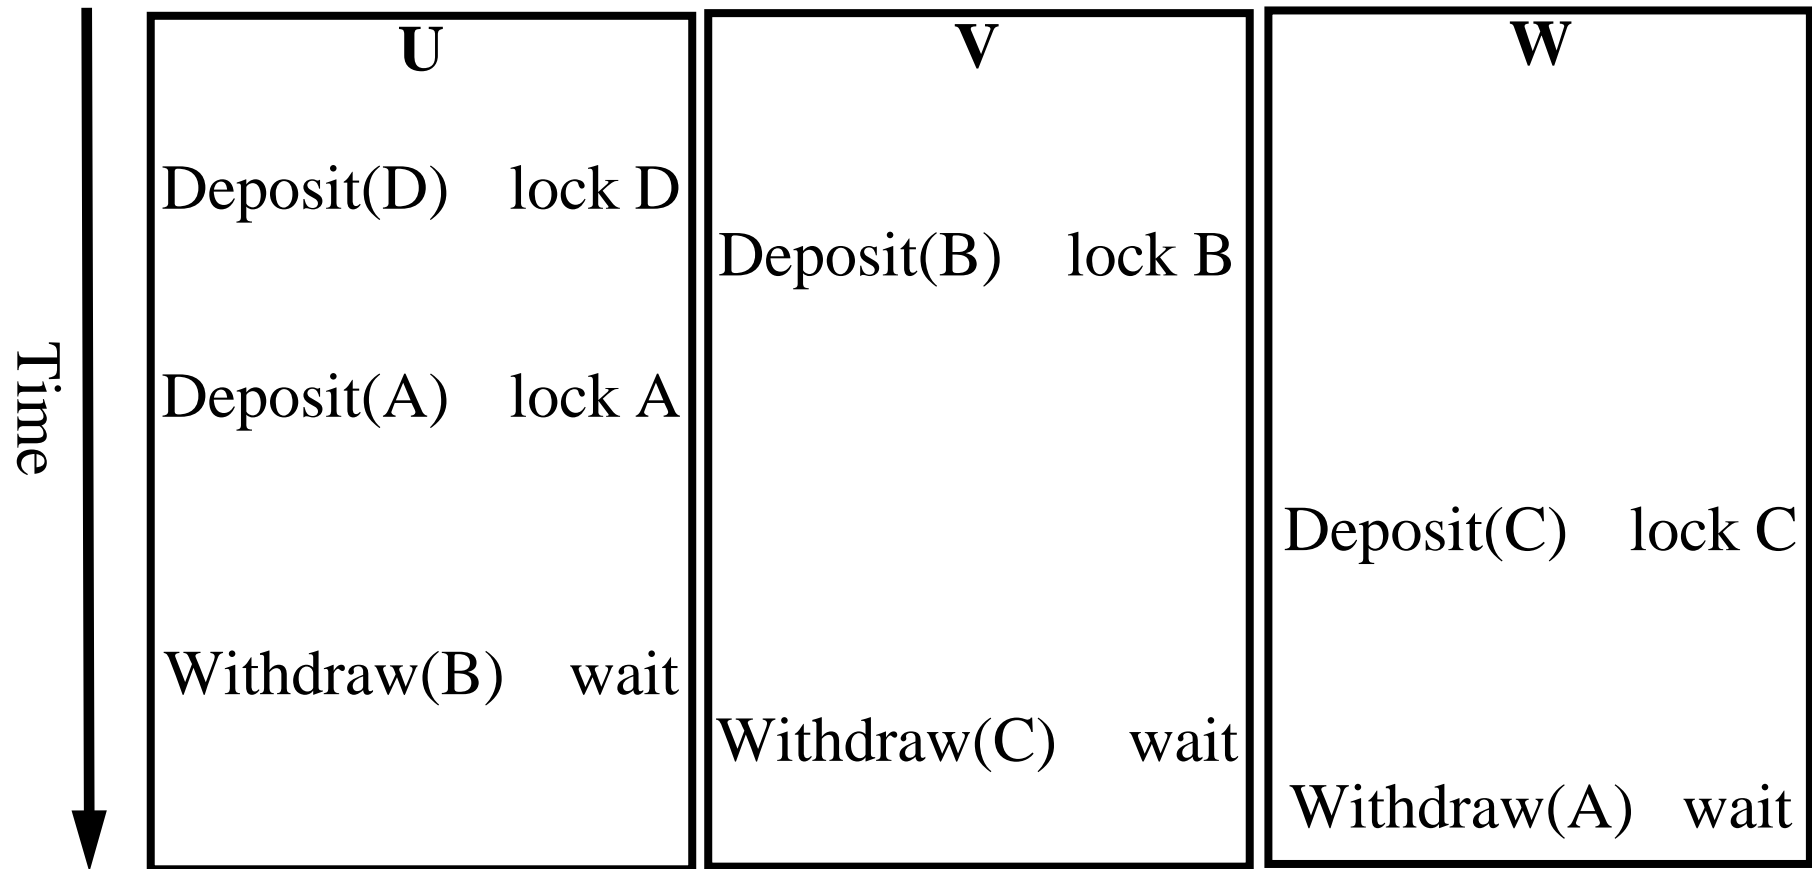 U V W
Deposit(D) lock D
Deposit(B) lock B
Deposit(A) lock A
Time
Deposit(C) lock C
Withdraw(B) wait
Withdraw(C) wait
Withdraw(A) wait